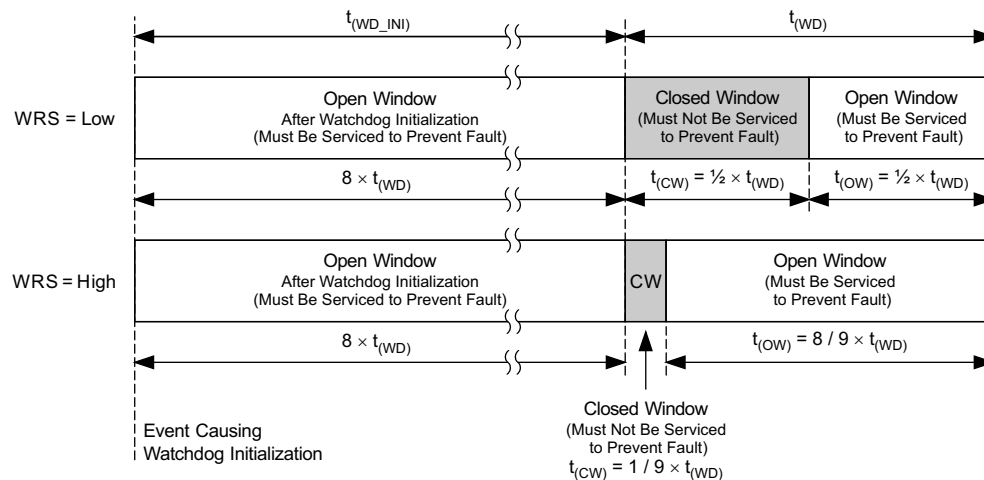 t(WD_INI)
t(WD)
WRS = Low
Open Window
After Watchdog Initialization
(Must Be Serviced to Prevent Fault)
Closed Window
(Must Not Be Serviced
to Prevent Fault)
Open Window
(Must Be Serviced
to Prevent Fault)
8 × t(WD)
t(CW) = ½ × t(WD)
t(OW) = ½ × t(WD)
WRS = High
Open Window
After Watchdog Initialization
(Must Be Serviced to Prevent Fault)
CW
Open Window
(Must Be Serviced
to Prevent Fault)
8 × t(WD)
t(OW) = 8 / 9 × t(WD)
Event Causing
Watchdog Initialization
Closed Window
(Must Not Be Serviced
to Prevent Fault)
t(CW) = 1 / 9 × t(WD)